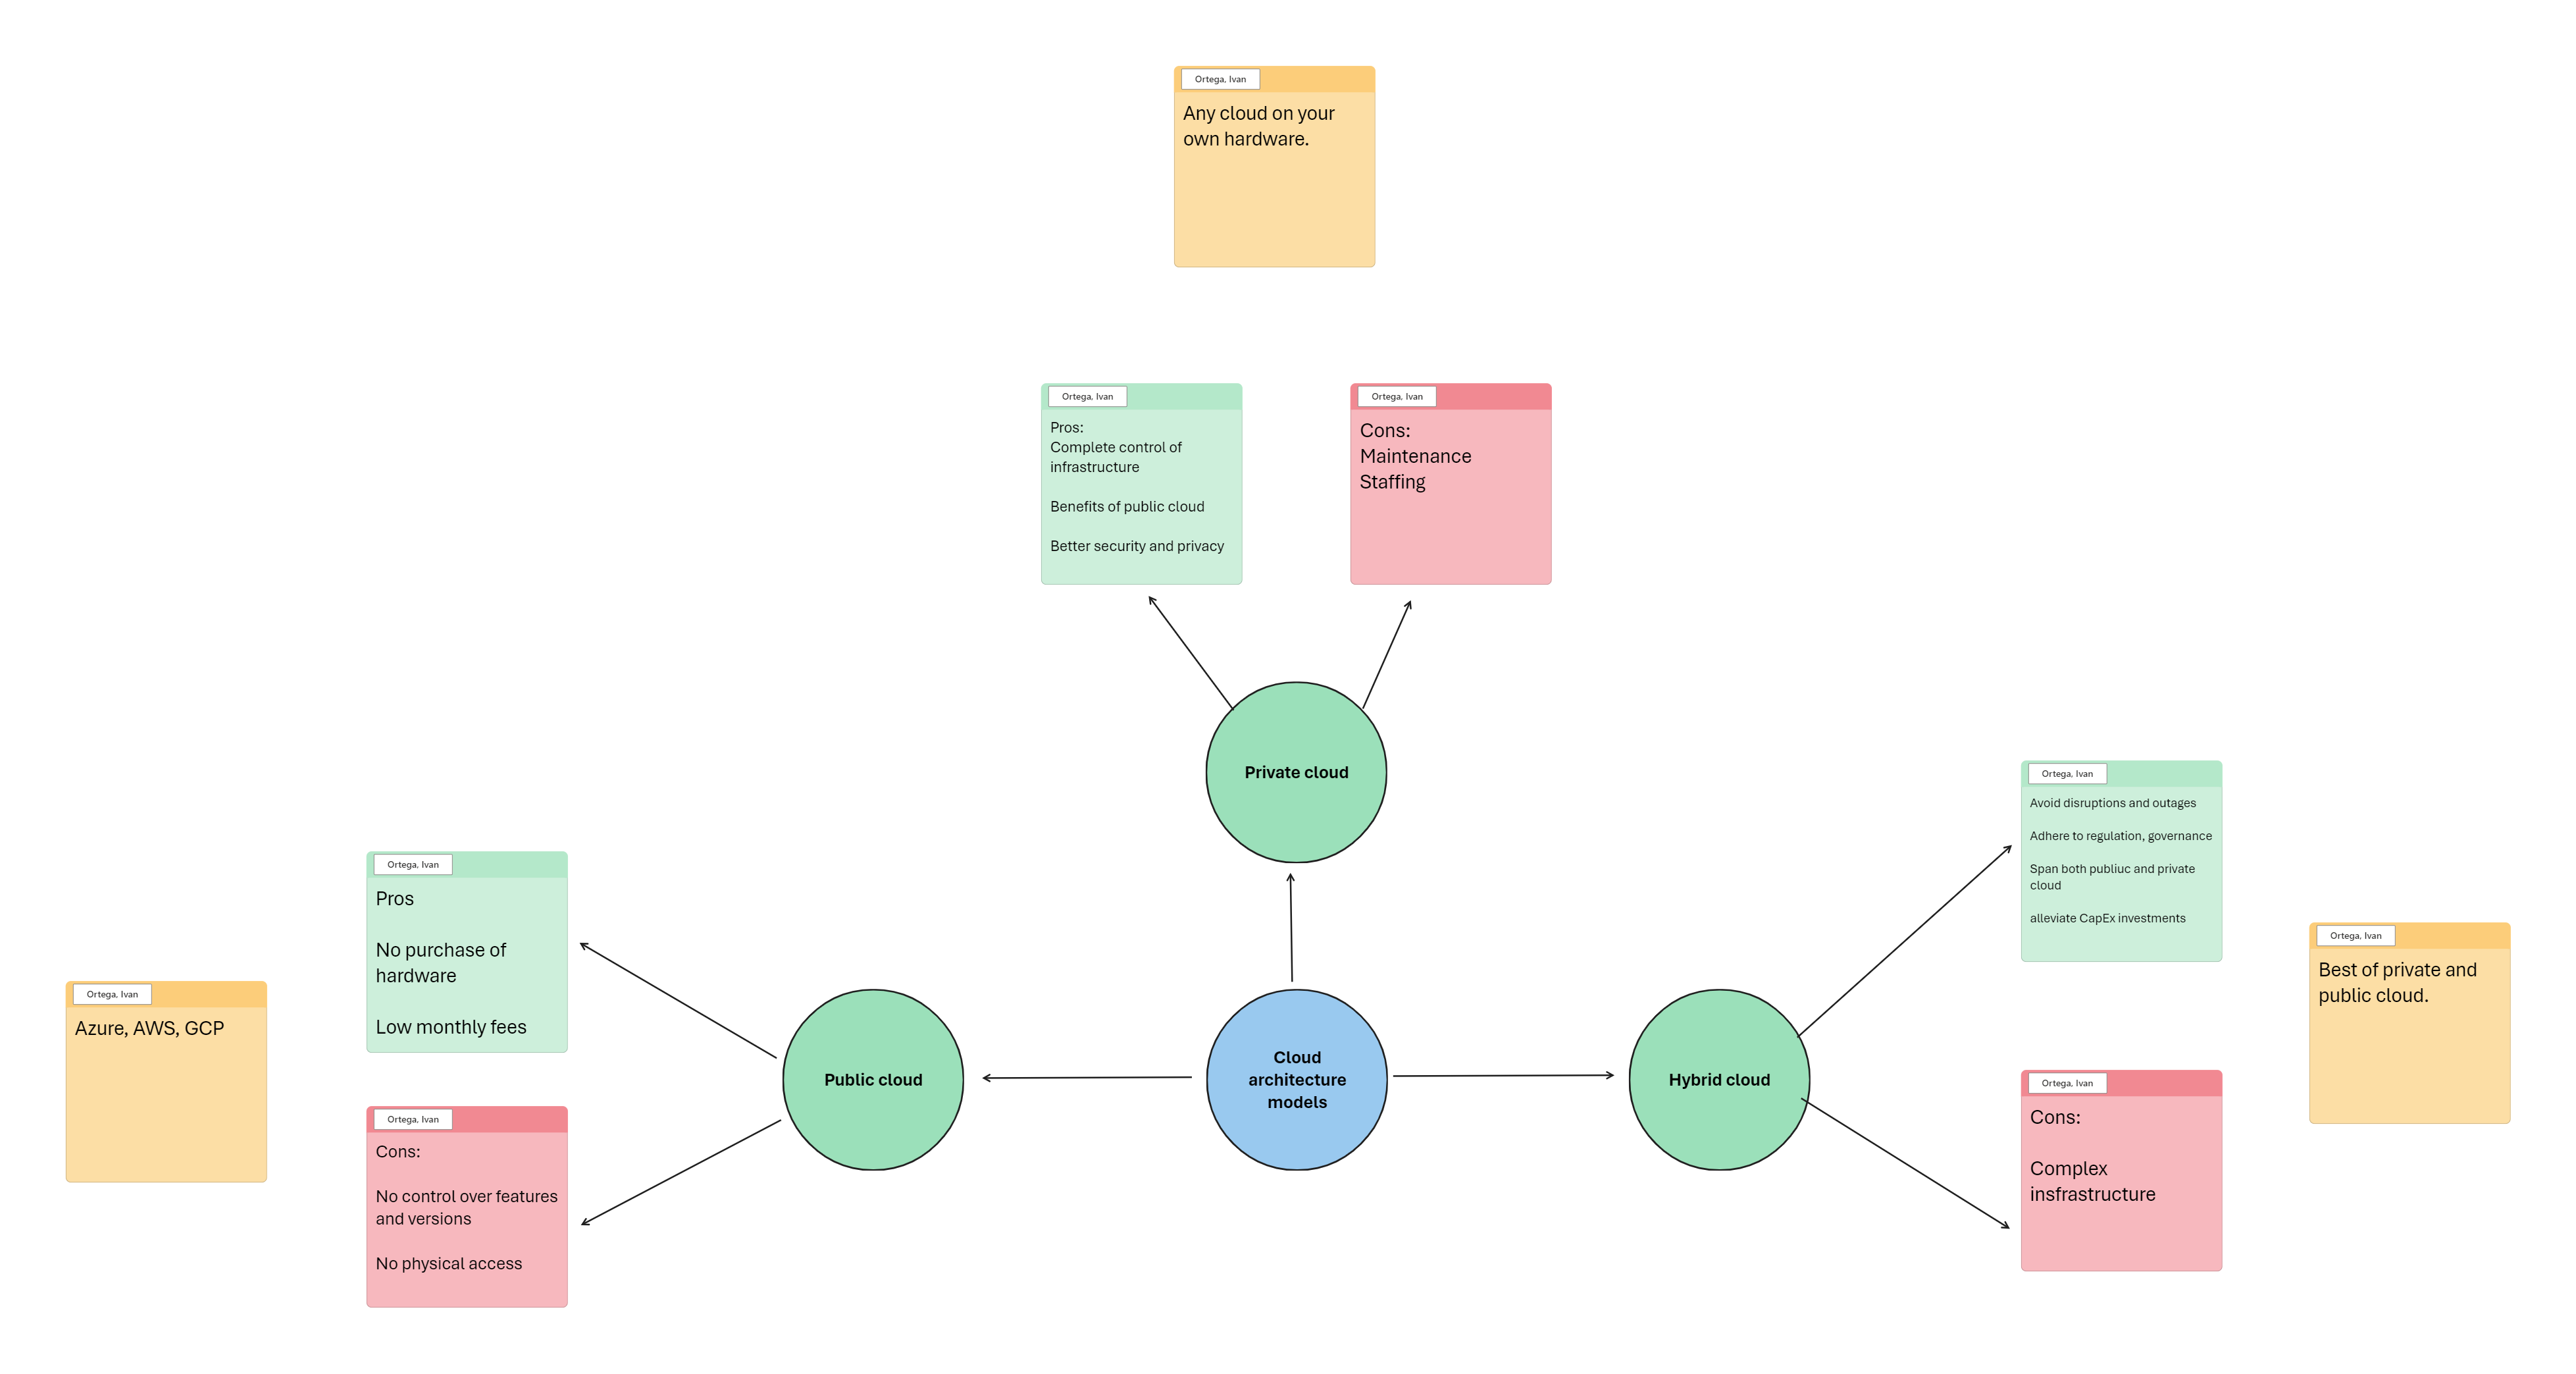 Ortega, Ivan
Any cloud on your
own hardware.
Ortega, Ivan
Pros:
Complete control of
infrastructure
Benefits of public cloud
Better security and privacy
Ortega, Ivan
Cons:
Maintenance
Staffing
Private cloud
Ortega, Ivan
Pros
No purchase of
hardware
Low monthly fees
Ortega, Ivan
Azure, AWS, GCP
Ortega, Ivan
Cons:
No control over features
and versions
No physical access
Public cloud
Cloud
architecture
models
Hybrid cloud
Ortega, Ivan
Avoid disruptions and outages
Adhere to regulation, governance
Span both publiuc and private
cloud
alleviate CapEx investments
Ortega, Ivan
Best of private and
public cloud.
Ortega, Ivan
Cons:
Complex
insfrastructure